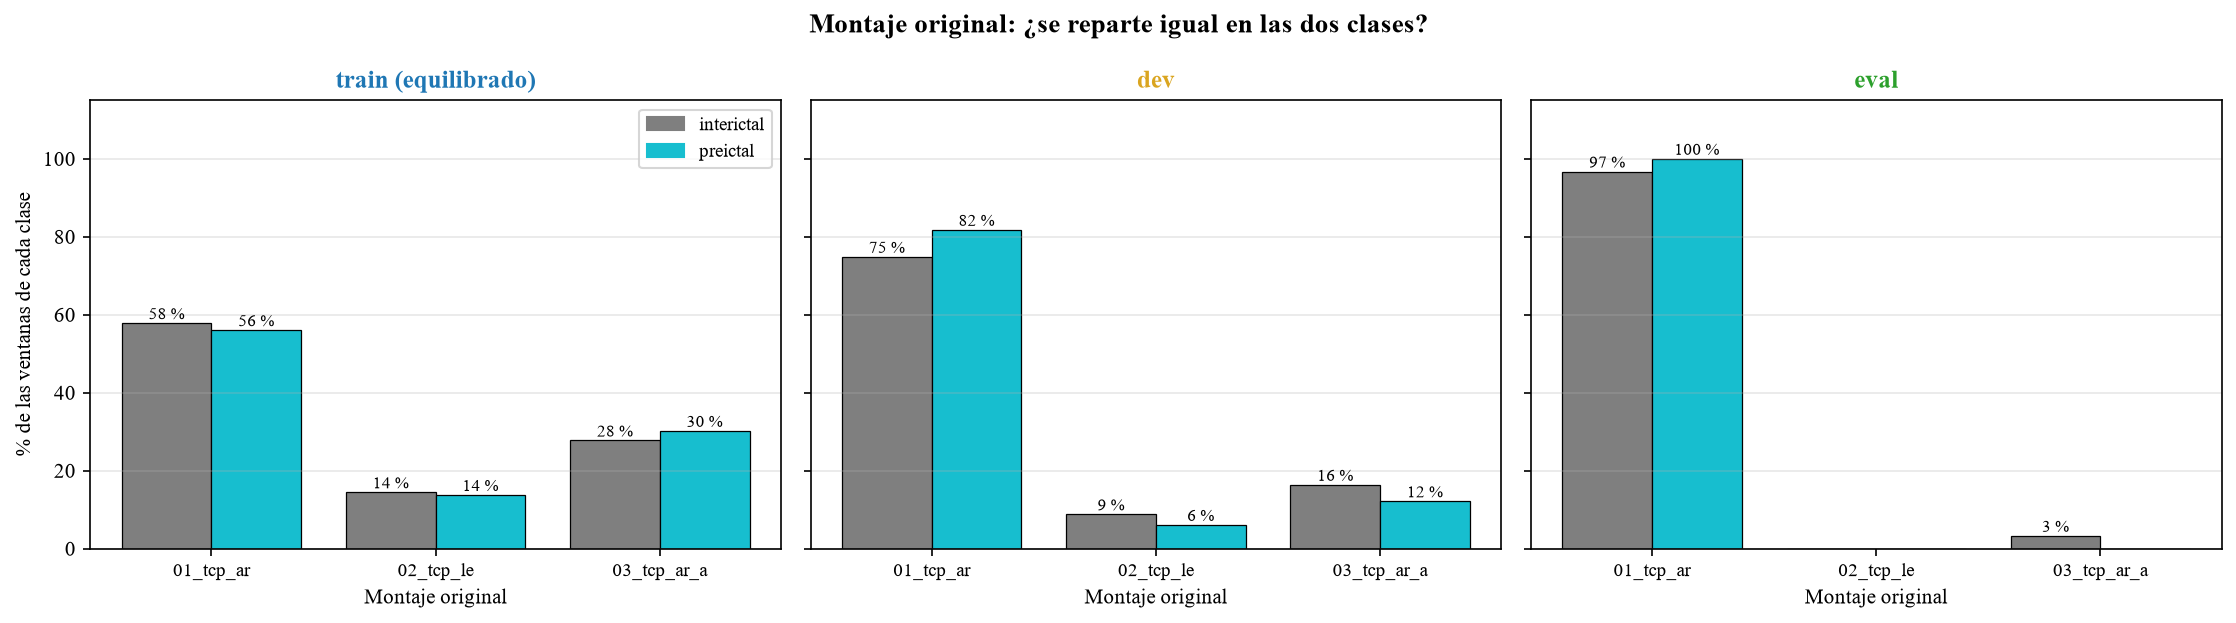 Montaje original: ¿se reparte igual en las dos clases?
train (equilibrado)
dev
eval
interictal
preictal
% de las ventanas de cada clase
100
80
60
40
20
0
58 %
56 %
14 %
14 %
28 %
30 %
75 %
82 %
9 %
6 %
16 %
12 %
97 %
100 %
3 %
01_tcp_ar
02_tcp_le
03_tcp_ar_a
01_tcp_ar
02_tcp_le
03_tcp_ar_a
01_tcp_ar
02_tcp_le
03_tcp_ar_a
Montaje original
Montaje original
Montaje original